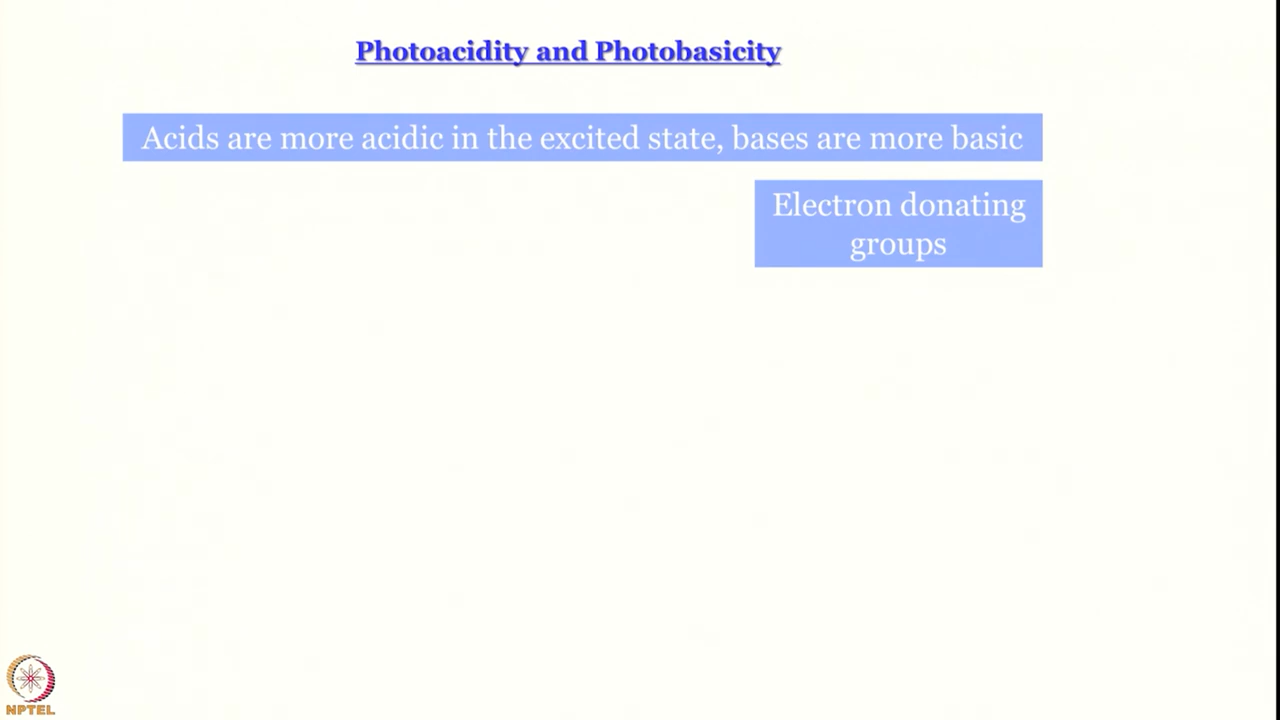 Photoacidity and Photobasicity
Acids are more acidic in the excited state, bases are more basic
Electron donating
groups
NPTEL